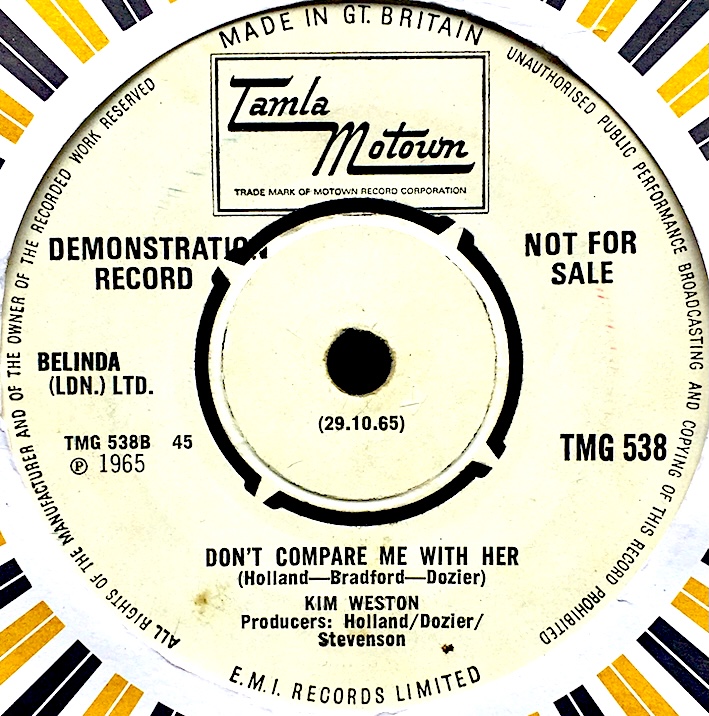 MADE IN GT. BRITAIN
UNAUTHORISED PUBLIC PERFORMANCE BROADCASTING AND COPYING OF THIS RECORD PROHIBITED
ALL RIGHTS OF THE MANUFACTURER AND OF THE OWNER OF THE RECORDED WORK RESERVED
Tamla
Motown
TRADE MARK OF MOTOWN RECORD CORPORATION
DEMONSTRATION
RECORD
NOT FOR
SALE
BELINDA
(LDN.) LTD.
(29.10.65)
TMG 538B 45
℗ 1965
TMG 538
DON'T COMPARE ME WITH HER
(Holland—Bradford—Dozier)
KIM WESTON
Producers: Holland/Dozier/
Stevenson
E.M.I. RECORDS LIMITED